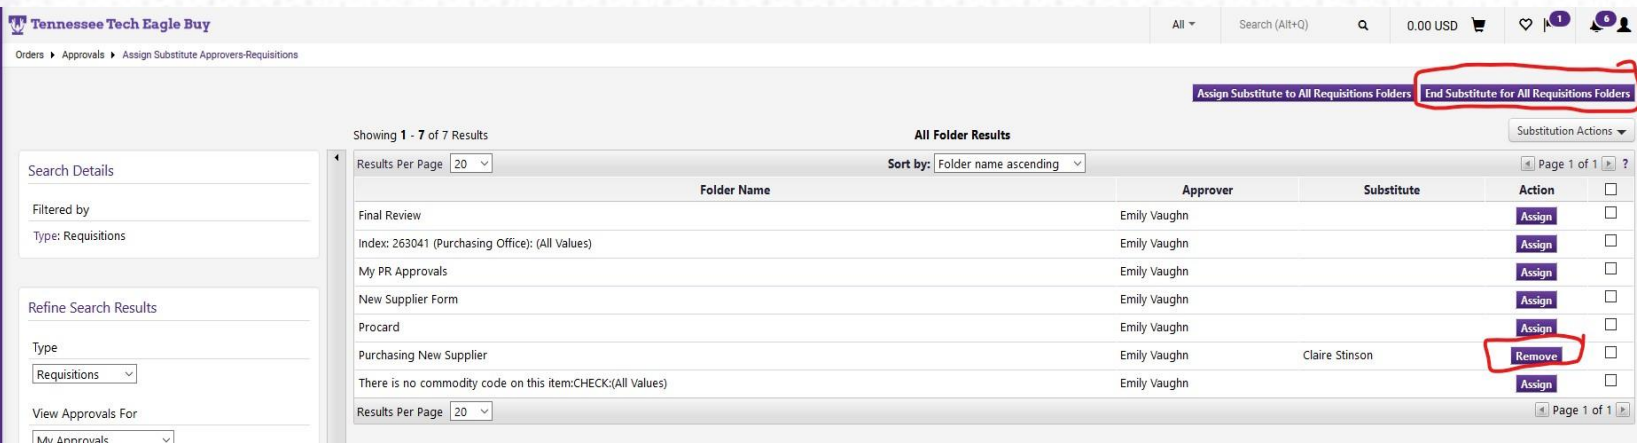 Tennessee Tech Eagle Buy
All
Search (Alt+Q)
0.00 USD
1
6
Orders Approvals Assign Substitute Approvers-Requisitions
Assign Substitute to All Requisitions Folders End Substitute for All Requisitions Folders
Showing 1 - 7 of 7 Results
All Folder Results
Substitution Actions
Results Per Page 20
Sort by: Folder name ascending
Page 1 of 1 ?
Search Details
Filtered by
Type: Requisitions
Refine Search Results
Type
Requisitions
View Approvals For
My Approvals
Folder Name Approver Substitute Action
Final Review Emily Vaughn Assign
Index: 263041 (Purchasing Office): (All Values) Emily Vaughn Assign
My PR Approvals Emily Vaughn Assign
New Supplier Form Emily Vaughn Assign
Procard Emily Vaughn Assign
Purchasing New Supplier Emily Vaughn Claire Stinson Remove
There is no commodity code on this item:CHECK:(All Values) Emily Vaughn Assign
Results Per Page 20
Page 1 of 1